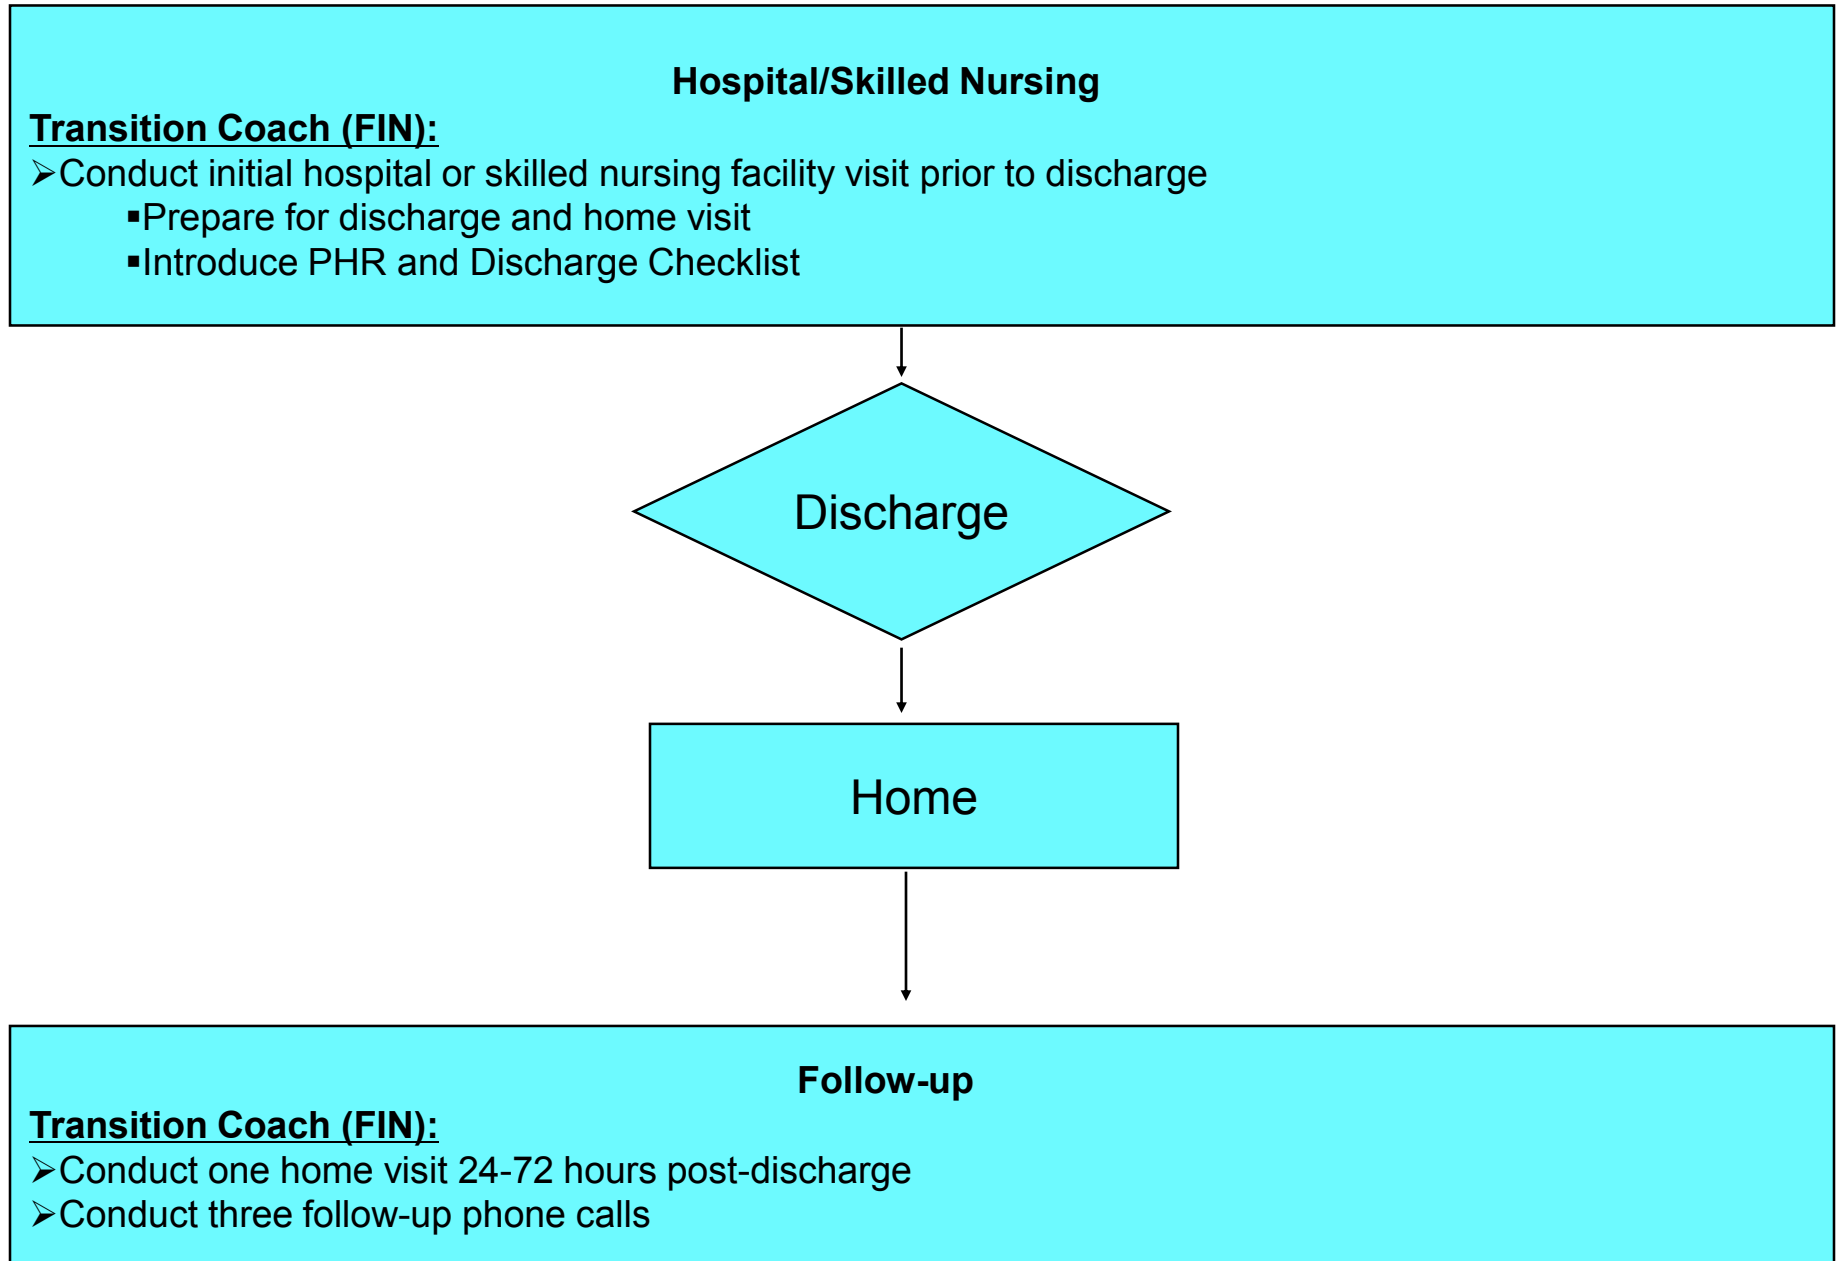 Hospital/Skilled Nursing
Transition Coach (FIN):
➢Conduct initial hospital or skilled nursing facility visit prior to discharge
▪Prepare for discharge and home visit
▪Introduce PHR and Discharge Checklist
Discharge
Home
Follow-up
Transition Coach (FIN):
➢Conduct one home visit 24-72 hours post-discharge
➢Conduct three follow-up phone calls